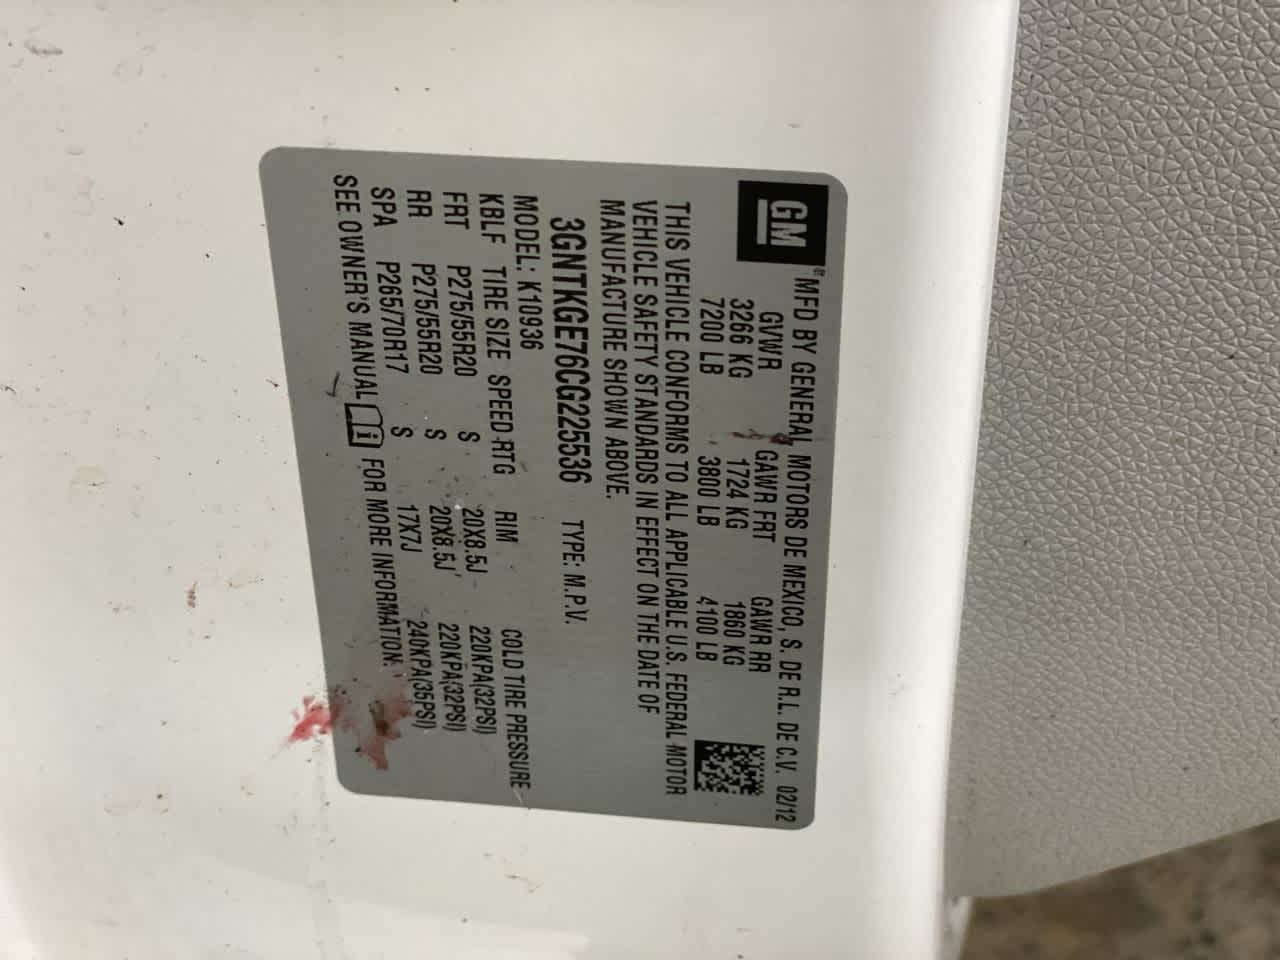 GM
MFD BY GENERAL MOTORS DE MEXICO, S. DE R.L. DE C.V. 02/12
GVWR GAWR FRT GAWR RR
3266 KG 1724 KG 1860 KG
7200 LB 3800 LB 4100 LB
THIS VEHICLE CONFORMS TO ALL APPLICABLE U.S. FEDERAL MOTOR
VEHICLE SAFETY STANDARDS IN EFFECT ON THE DATE OF
MANUFACTURE SHOWN ABOVE.
3GNTKGE76CG225536 TYPE: M.P.V.
MODEL: K10936
KBLF TIRE SIZE SPEED RTG RIM COLD TIRE PRESSURE
FRT P275/55R20 S 20X8.5J 220KPA(32PSI)
RR P275/55R20 S 20X8.5J 220KPA(32PSI)
SPA P265/70R17 S 17X7J 240KPA(35PSI)
SEE OWNER'S MANUAL FOR MORE INFORMATION.